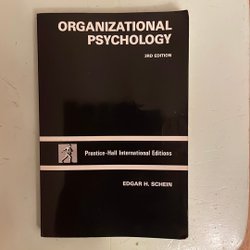 ORGANIZATIONAL
PSYCHOLOGY
3RD EDITION
Prentice-Hall International Editions
EDGAR H. SCHEIN